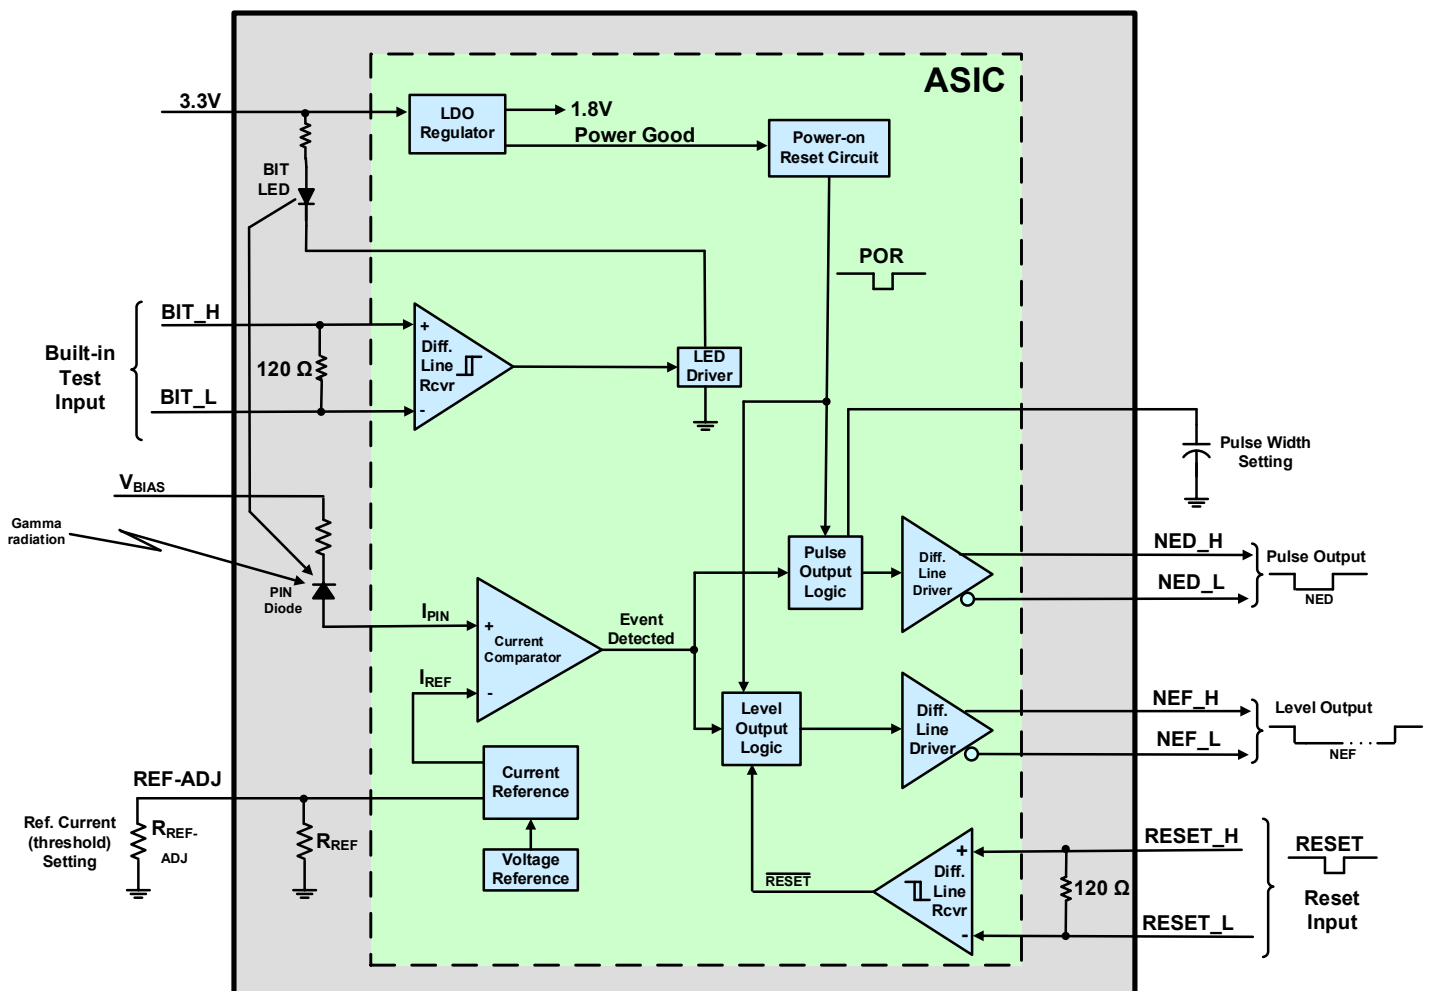 ASIC
3.3V
LDO
Regulator
1.8V
Power Good
Power-on
Reset Circuit
BIT
LED
POR
BIT_H
Built-in
Test
Input
120 Ω
BIT_L
+
Diff.
Line
Rcvr
-
LED
Driver
Pulse Width
Setting
VBIAS
Gamma
radiation
PIN
Diode
Pulse
Output
Logic
Diff.
Line
Driver
NED_H
NED_L
Pulse Output
NED
IPIN
+
Current
Comparator
-
IREF
Event
Detected
Level
Output
Logic
Diff.
Line
Driver
NEF_H
NEF_L
Level Output
NEF
REF-ADJ
Current
Reference
Ref. Current
(threshold)
Setting
RREF-
ADJ
RREF
Voltage
Reference
RESET
+
Diff.
Line
Rcvr
-
RESET_H
120 Ω
RESET_L
RESET
Reset
Input